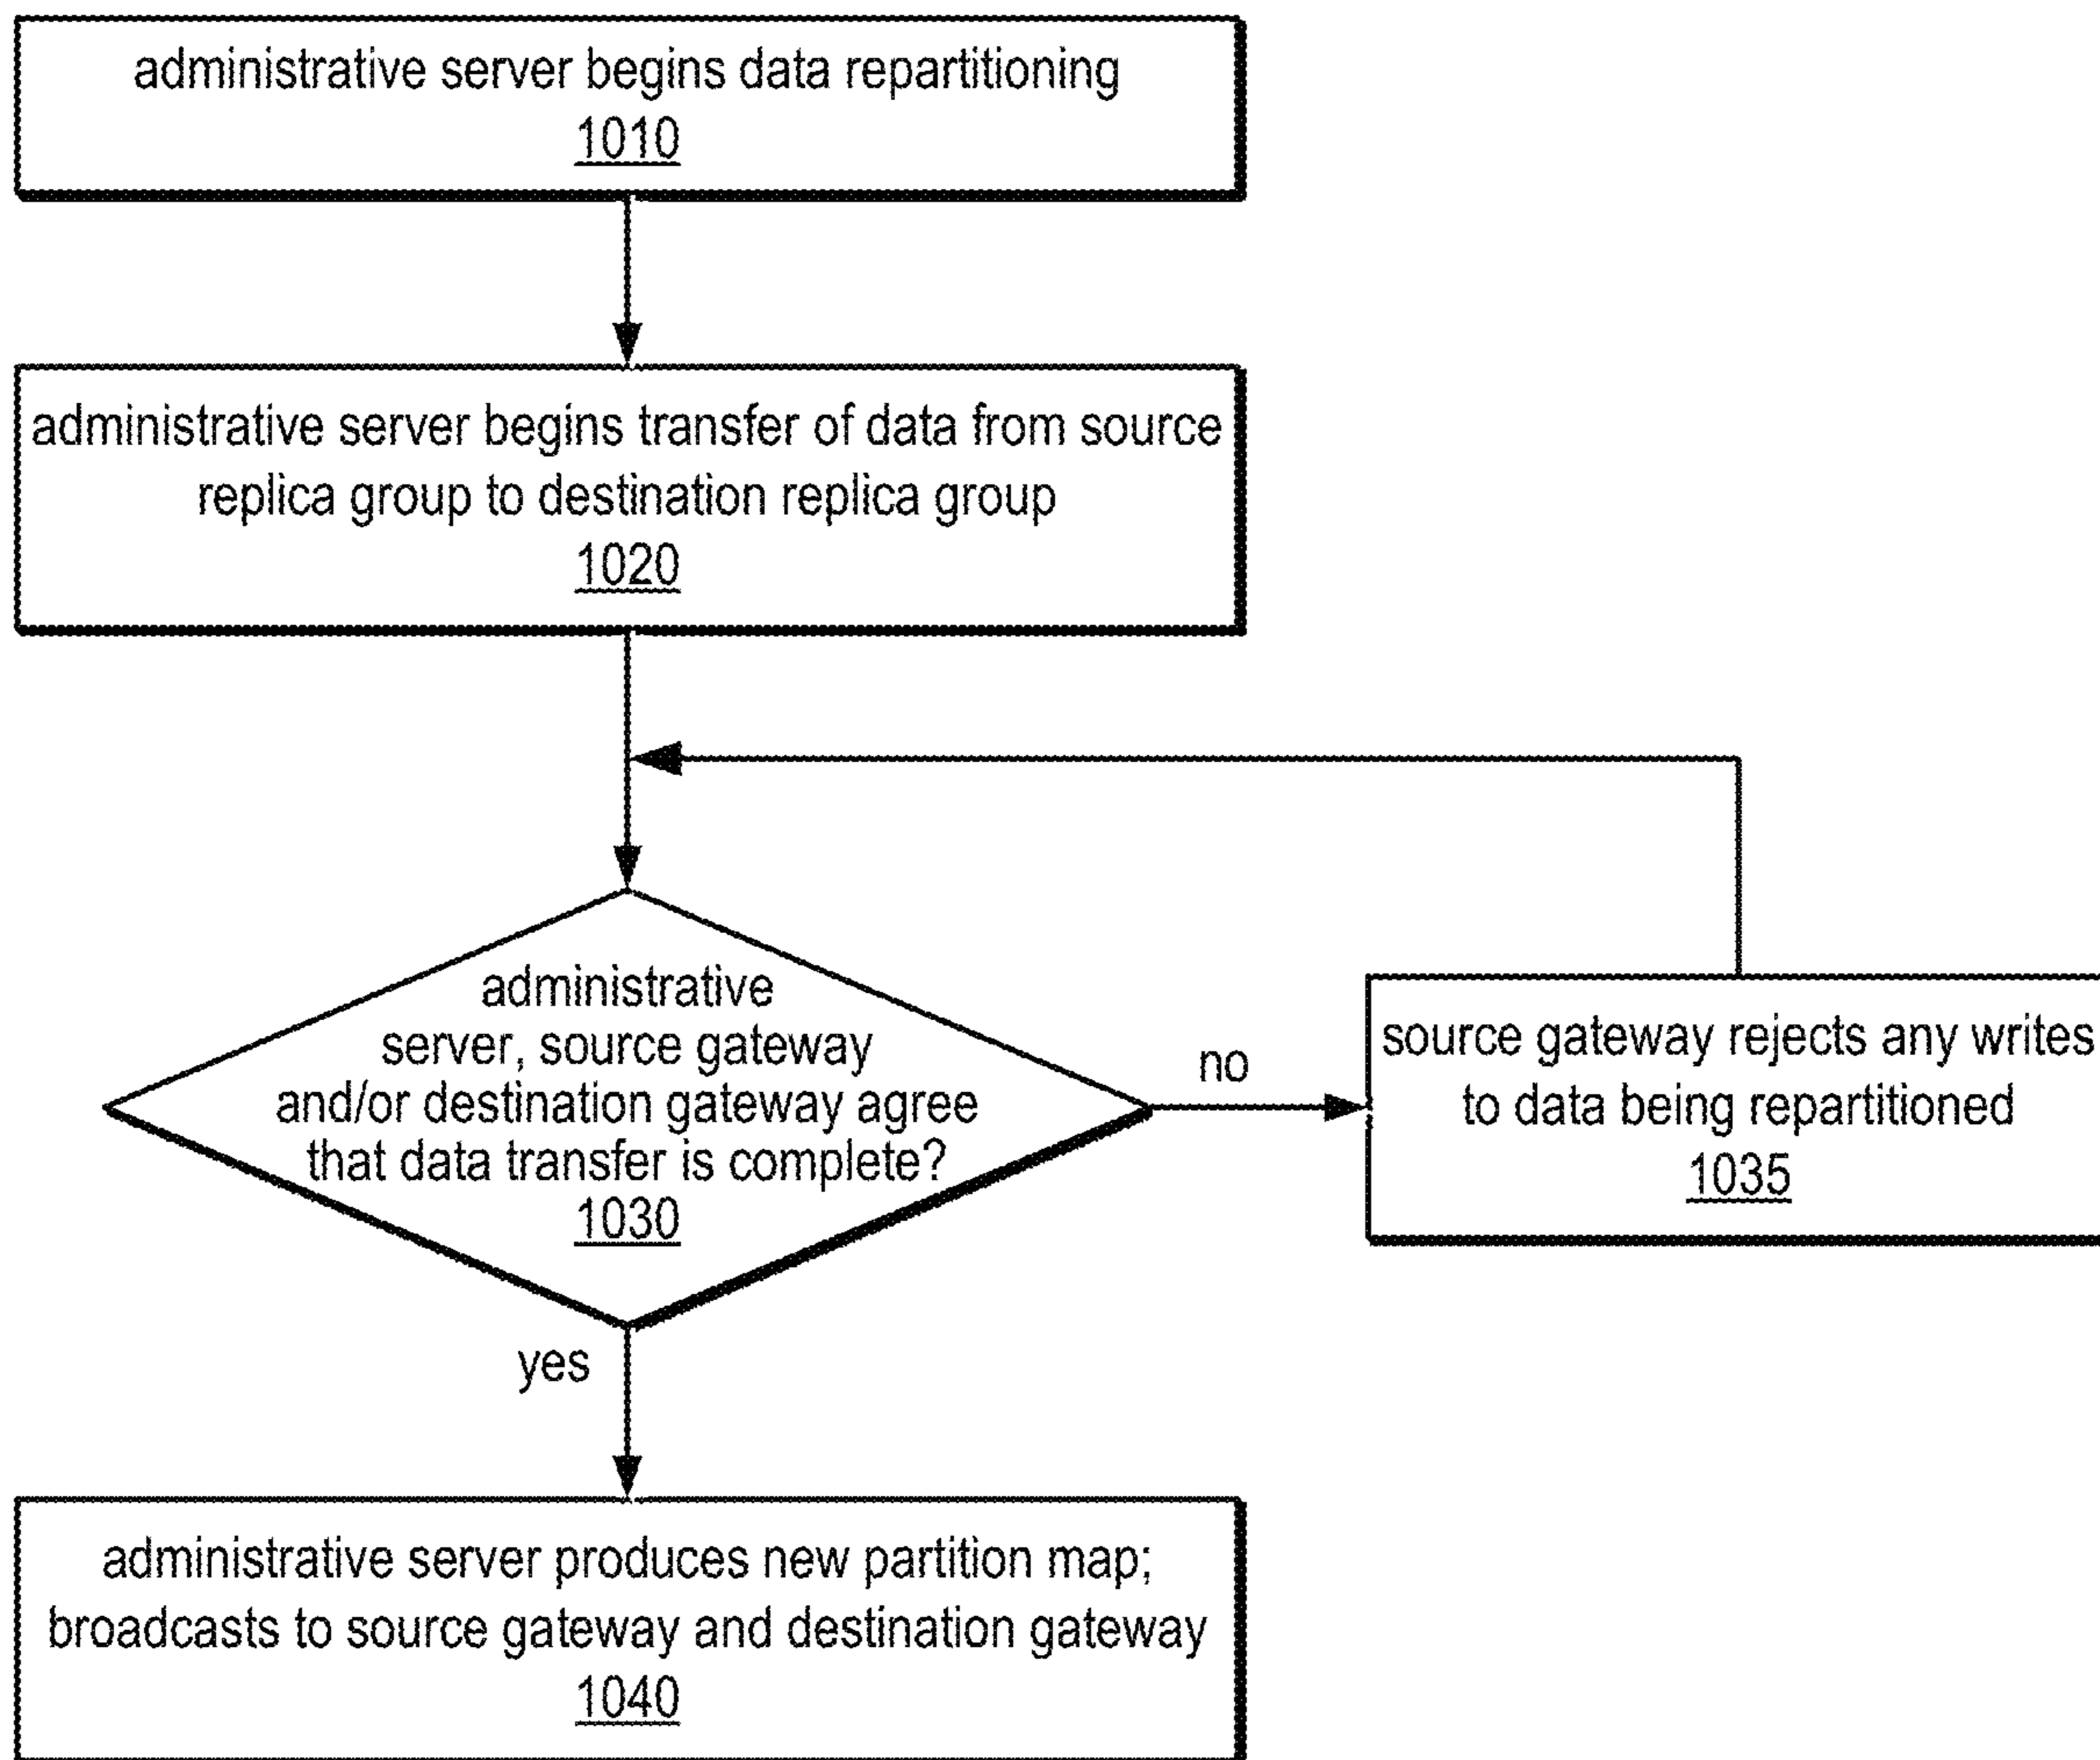 administrative server begins data repartitioning
1010
administrative server begins transfer of data from source
replica group to destination replica group
1020
administrative
server, source gateway
and/or destination gateway agree
that data transfer is complete?
1030
no
source gateway rejects any writes
to data being repartitioned
1035
yes
administrative server produces new partition map;
broadcasts to source gateway and destination gateway
1040